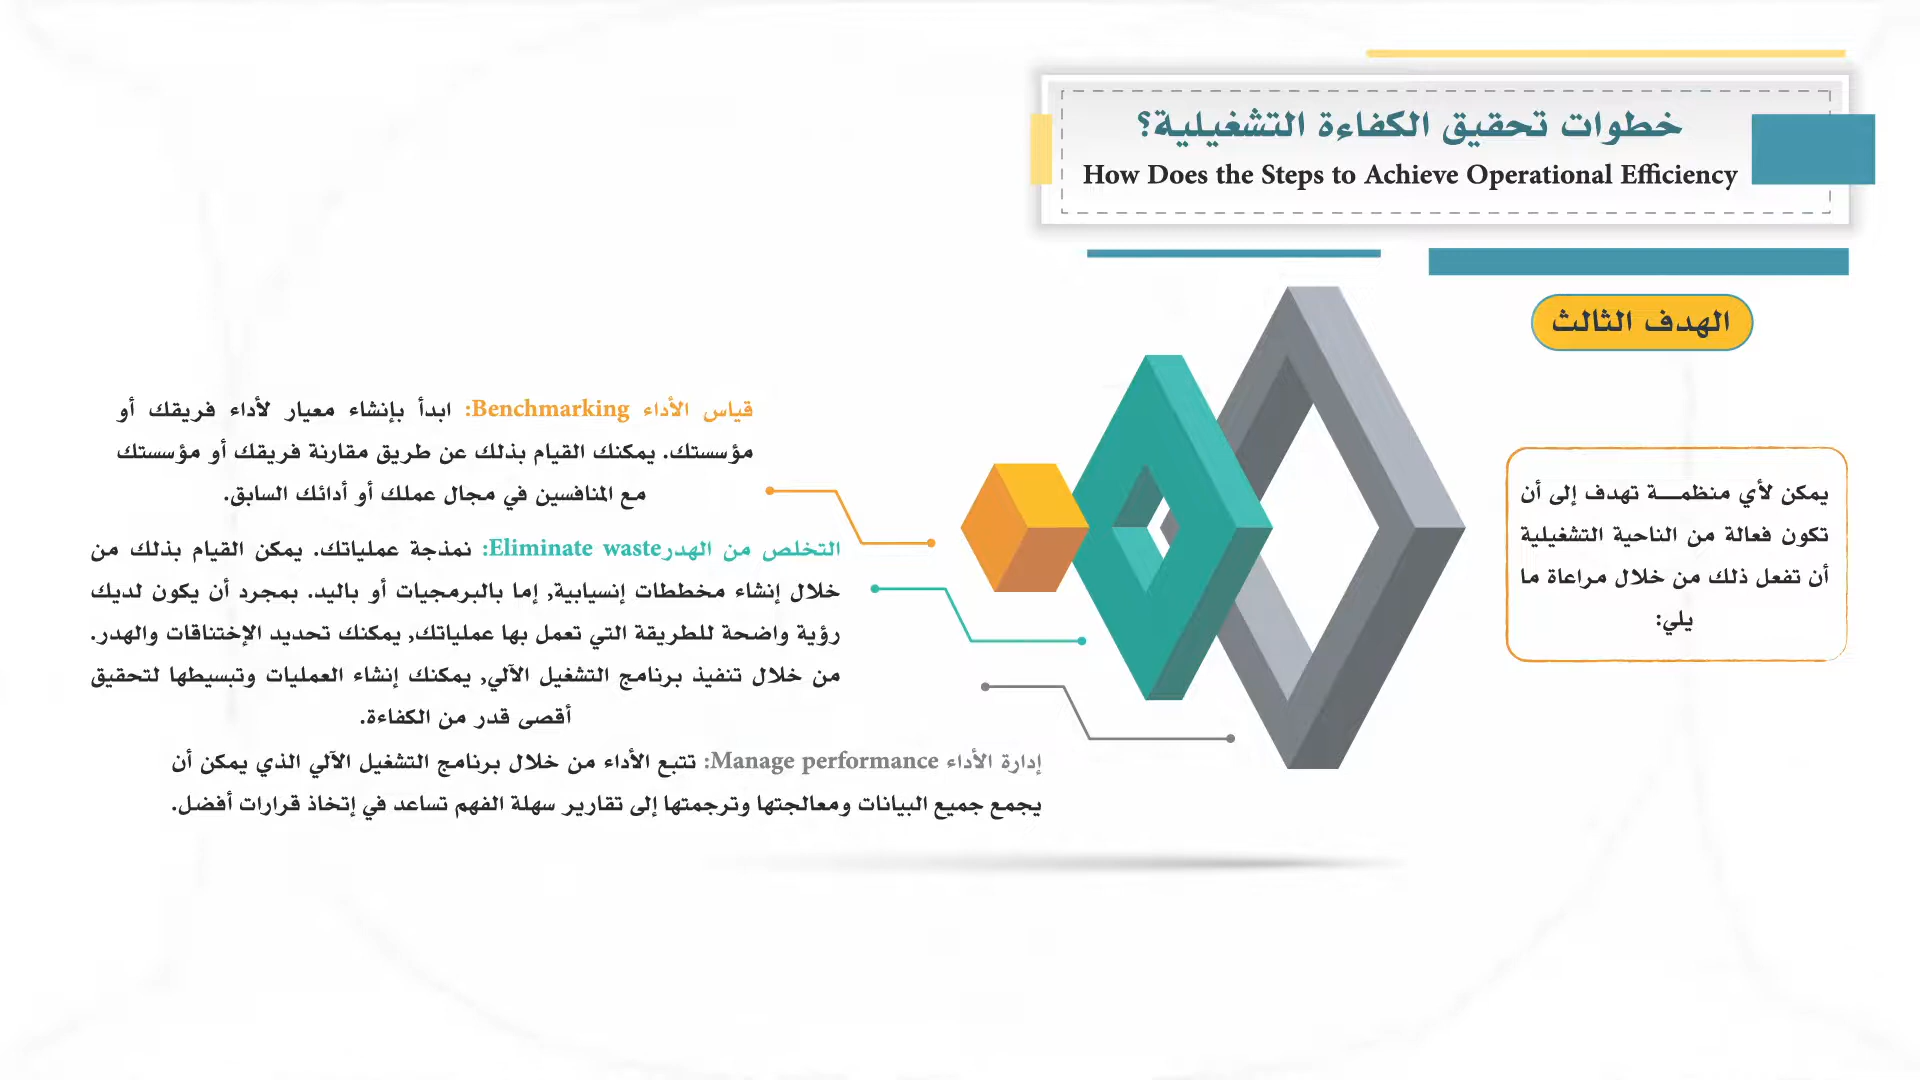 خطوات تحقيق الكفاءة التشغيلية؟
How Does the Steps to Achieve Operational Efficiency
الهدف الثالث
يمكن لأي منظمـــة تهدف إلى أن
تكون فعالة من الناحية التشغيلية
أن تفعل ذلك من خلال مراعاة ما
يلي:
قياس الأداء Benchmarking: ابدأ بإنشاء معيار لأداء فريقك أو
مؤسستك. يمكنك القيام بذلك عن طريق مقارنة فريقك أو مؤسستك
مع المنافسين في مجال عملك أو أدائك السابق.
التخلص من الهدرEliminate waste: نمذجة عملياتك. يمكن القيام بذلك من
خلال إنشاء مخططات إنسيابية, إما بالبرمجيات أو باليد. بمجرد أن يكون لديك
رؤية واضحة للطريقة التي تعمل بها عملياتك, يمكنك تحديد الإختناقات والهدر.
من خلال تنفيذ برنامج التشغيل الآلي, يمكنك إنشاء العمليات وتبسيطها لتحقيق
أقصى قدر من الكفاءة.
إدارة الأداء Manage performance: تتبع الأداء من خلال برنامج التشغيل الآلي الذي يمكن أن
يجمع جميع البيانات ومعالجتها وترجمتها إلى تقارير سهلة الفهم تساعد في إتخاذ قرارات أفضل.